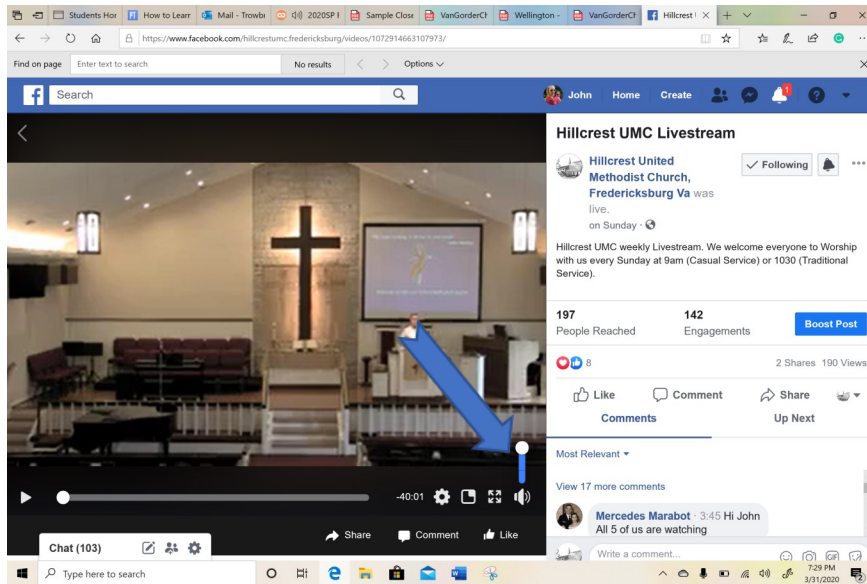 Students Hor
How to Learr
Mail - Trowbr
2020SP I
Sample Close
VanGorderCh
Wellington -
VanGorderCh
Hillcrest
https://www.facebook.com/hillcrestumc.fredericksburg/videos/1072914663107973/
Find on page
Enter text to search
No results
Options
Search
John
Home
Create
1
Hillcrest UMC Livestream
Hillcrest United
Methodist Church,
Fredericksburg Va was
live.
on Sunday ·
Following
Hillcrest UMC weekly Livestream. We welcome everyone to Worship
with us every Sunday at 9am (Casual Service) or 1030 (Traditional
Service).
197
People Reached
142
Engagements
Boost Post
8
2 Shares 190 Views
Like
Comment
Share
Comments
Up Next
Most Relevant
View 17 more comments
Mercedes Marabot · 3:45 Hi John
All 5 of us are watching
Write a comment...
GIF
-40:01
Share
Comment
Like
Chat (103)
Type here to search
7:29 PM
3/31/2020